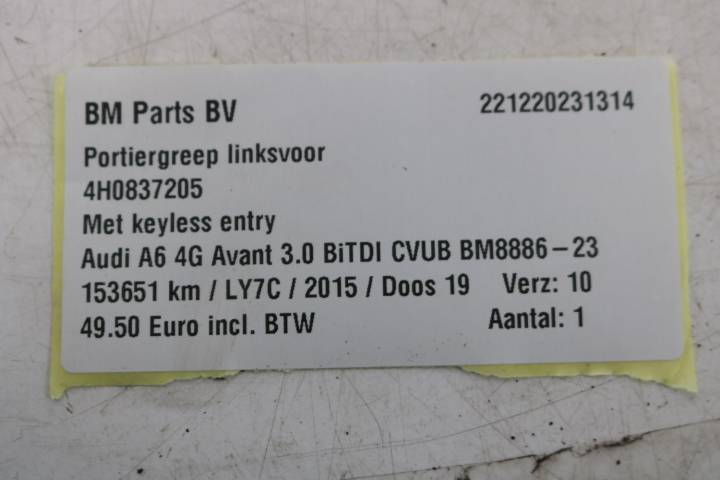 BM Parts BV 221220231314
Portiergreep linksvoor
4H0837205
Met keyless entry
Audi A6 4G Avant 3.0 BiTDI CVUB BM8886-23
153651 km / LY7C / 2015 / Doos 19 Verz: 10
49.50 Euro incl. BTW Aantal: 1